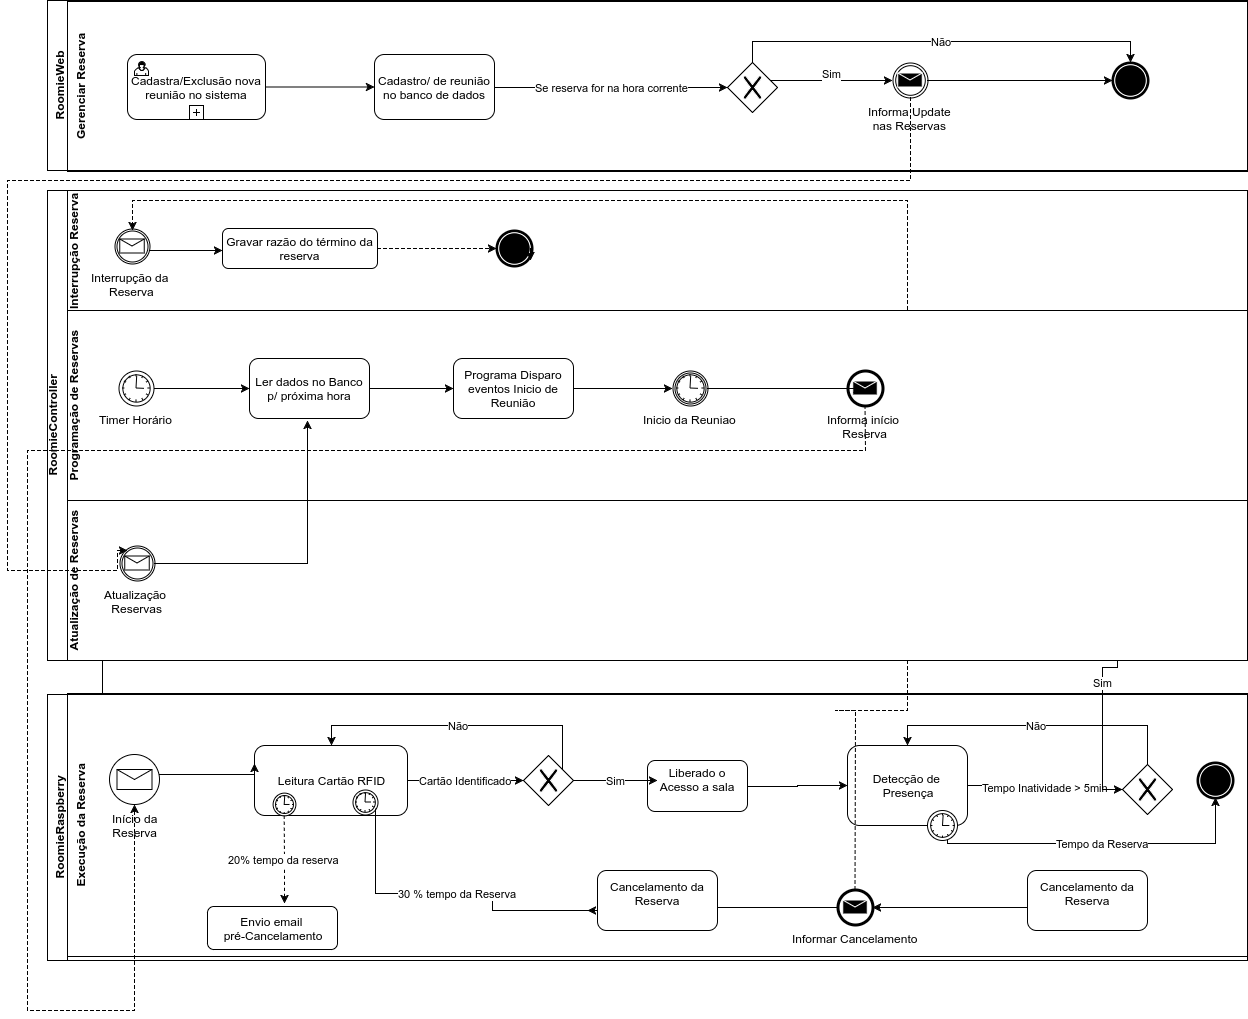 RoomieWeb
Gerenciar Reserva
Cadastra/Exclusão nova
reunião no sistema
Cadastro/ de reunião
no banco de dados
Se reserva for na hora corrente
Não
Sim
Informa Update
nas Reservas
RoomieController
Interrupção Reserva
Interrupção da
Reserva
Gravar razão do término da
reserva
Programação de Reservas
Timer Horário
Ler dados no Banco
p/ próxima hora
Programa Disparo
eventos Inicio de
Reunião
Inicio da Reuniao
Informa início
Reserva
Atualização de Reservas
Atualização
Reservas
RoomieRaspberry
Execução da Reserva
Início da
Reserva
Leitura Cartão RFID
Não
Cartão Identificado
Sim
Liberado o
Acesso a sala
Detecção de
Presença
Não
Sim
Tempo Inatividade > 5min
Tempo da Reserva
20% tempo da reserva
Envio email
pré-Cancelamento
30 % tempo da Reserva
Cancelamento da
Reserva
Informar Cancelamento
Cancelamento da
Reserva